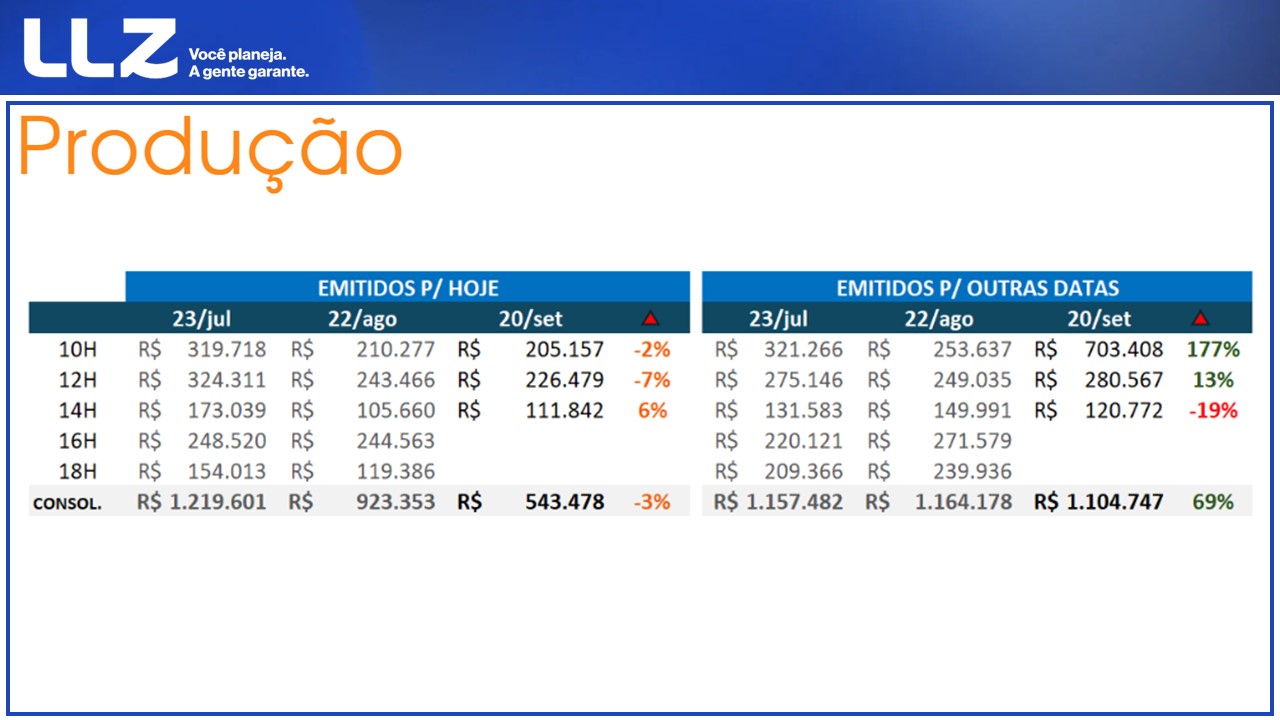 LLZ
Você planeja.
A gente garante.
Produção
EMITIDOS P/ HOJE EMITIDOS P/ OUTRAS DATAS
23/jul 22/ago 20/set 23/jul 22/ago 20/set
10H R$ 319.718 R$ 210.277 R$ 205.157 -2% R$ 321.266 R$ 253.637 R$ 703.408 177%
12H R$ 324.311 R$ 243.466 R$ 226.479 -7% R$ 275.146 R$ 249.035 R$ 280.567 13%
14H R$ 173.039 R$ 105.660 R$ 111.842 6% R$ 131.583 R$ 149.991 R$ 120.772 -19%
16H R$ 248.520 R$ 244.563 R$ 220.121 R$ 271.579
18H R$ 154.013 R$ 119.386 R$ 209.366 R$ 239.936
CONSOL. R$ 1.219.601 R$ 923.353 R$ 543.478 -3% R$ 1.157.482 R$ 1.164.178 R$ 1.104.747 69%